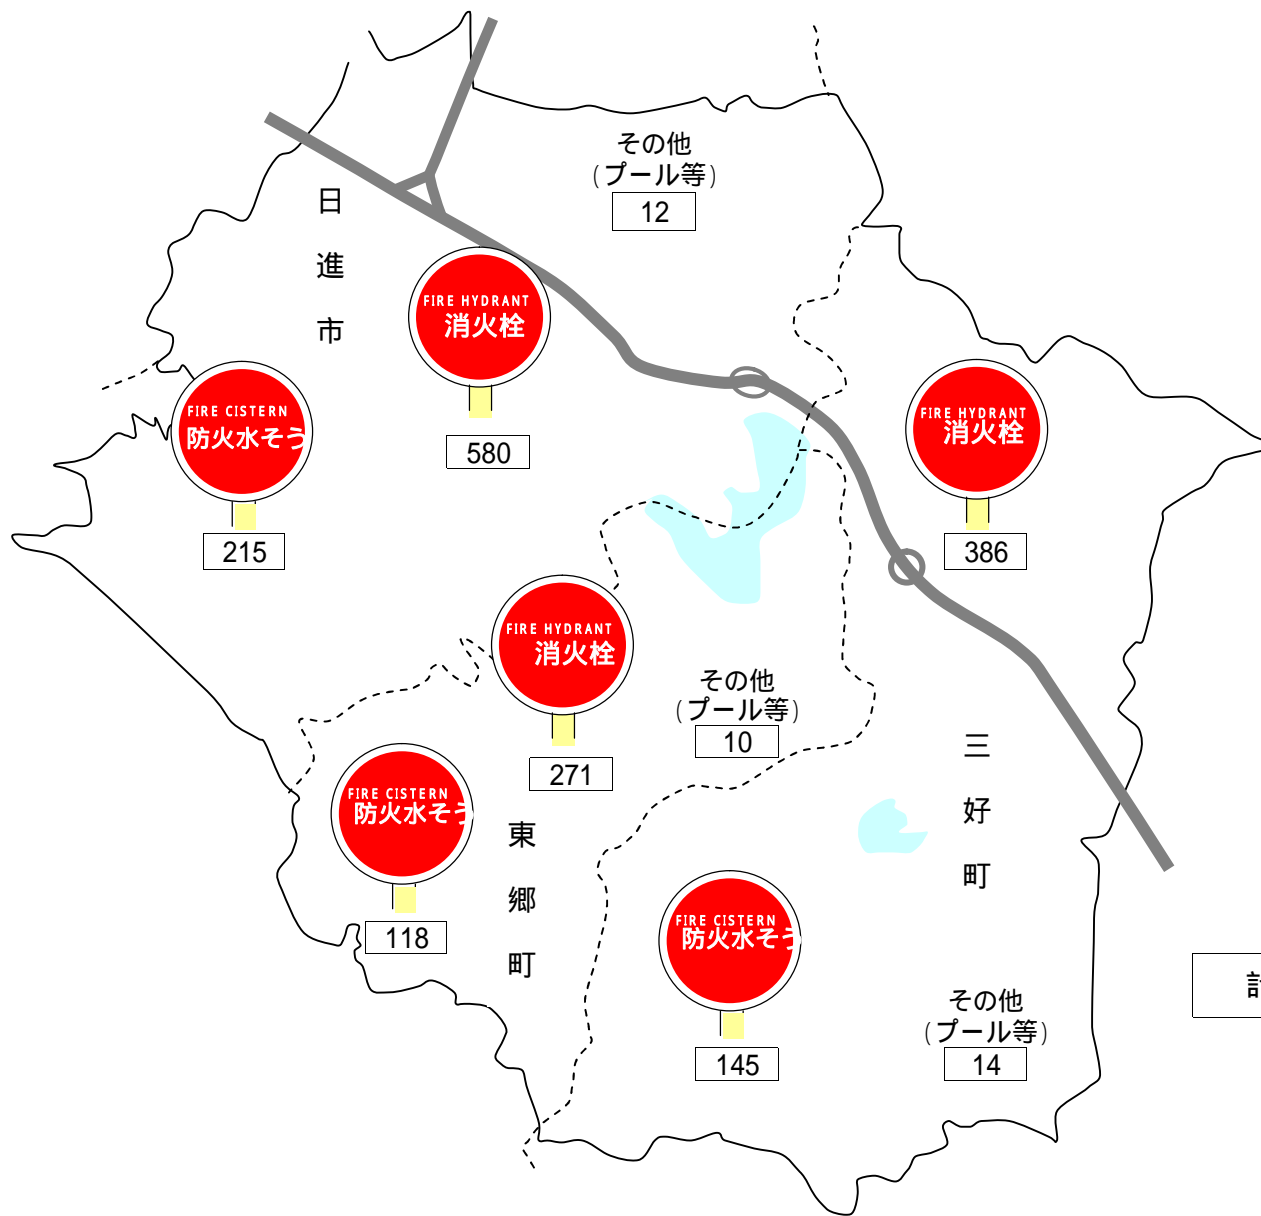 その他
(プール等)
12
日
進
市
FIRE HYDRANT
消火栓
580
FIRE CISTERN
防火水そう
215
FIRE HYDRANT
消火栓
386
FIRE HYDRANT
消火栓
271
その他
(プール等)
10
三
好
町
FIRE CISTERN
防火水そう
118
東
郷
町
FIRE CISTERN
防火水そう
145
その他
(プール等)
14